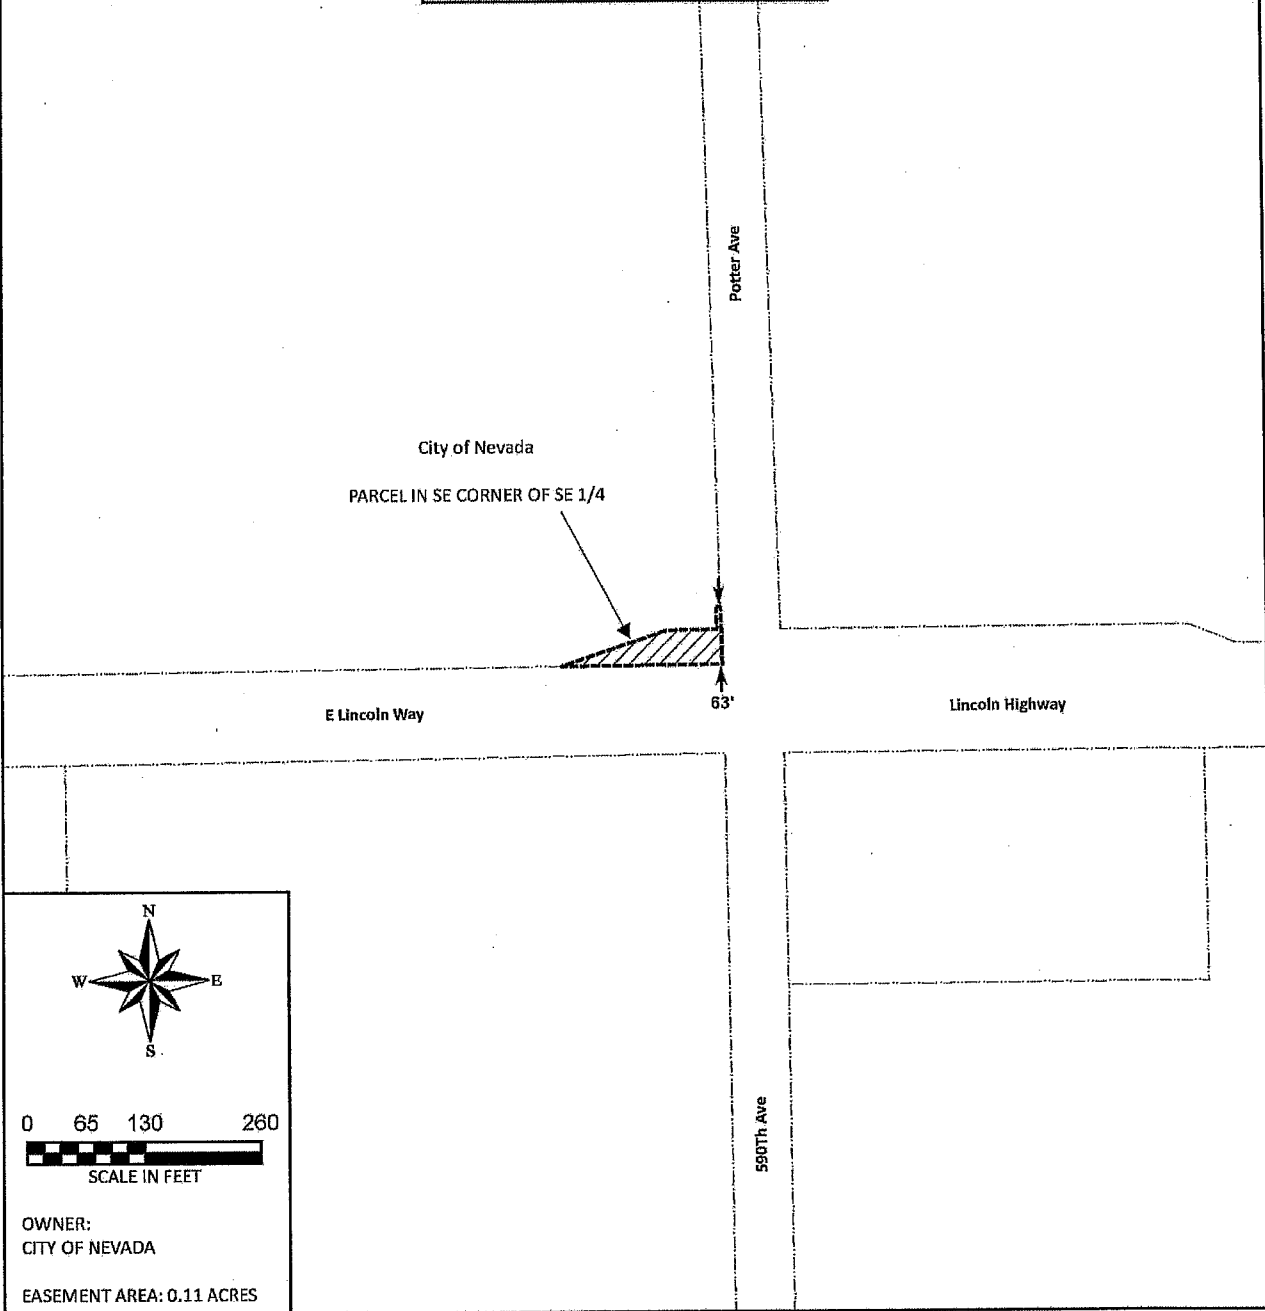 Potter Ave
City of Nevada
PARCEL IN SE CORNER OF SE 1/4
63'
E Lincoln Way
Lincoln Highway
590Th Ave
N
W E
S
0 65 130 260
SCALE IN FEET
OWNER:
CITY OF NEVADA
EASEMENT AREA: 0.11 ACRES